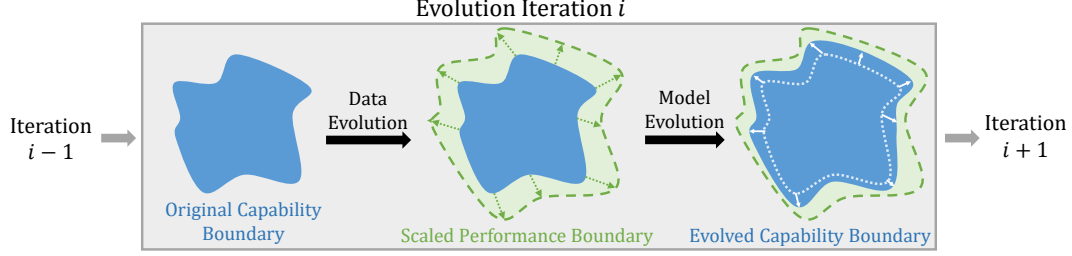 Evolution Iteration i
Iteration
i − 1
Data
Evolution
Model
Evolution
Iteration
i + 1
Original Capability
Boundary
Scaled Performance Boundary
Evolved Capability Boundary